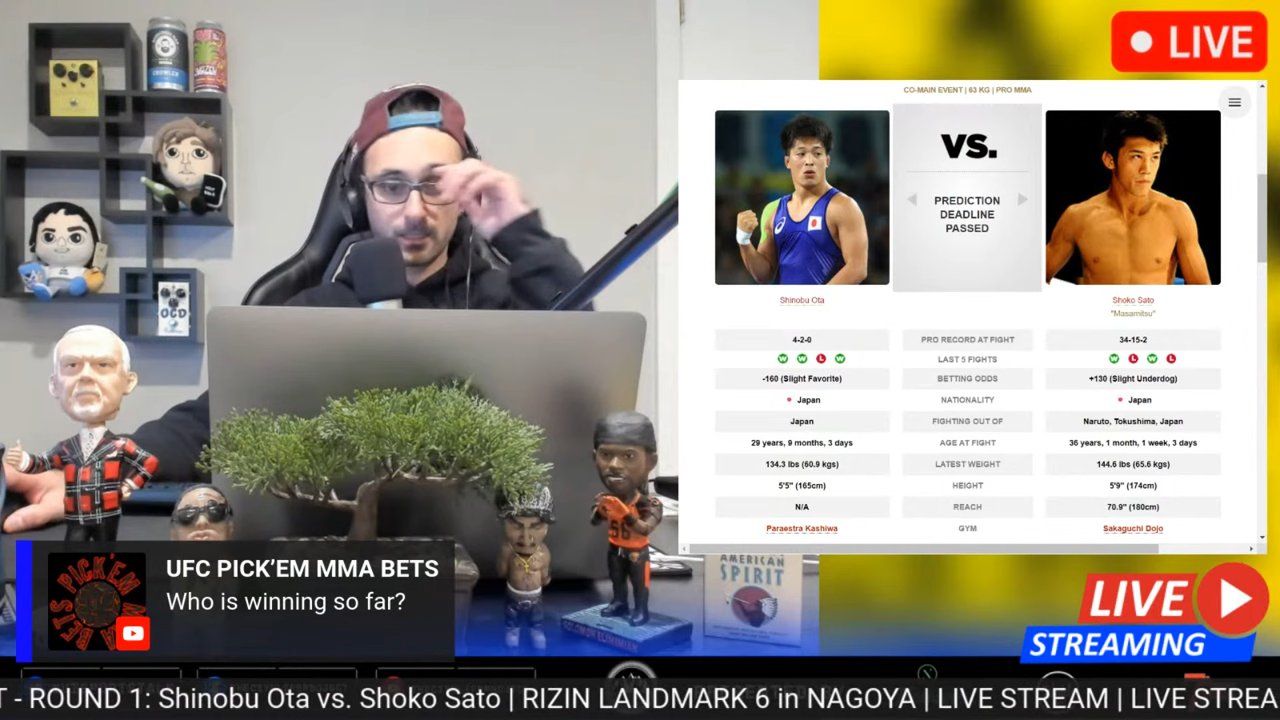 LIVE
CO-MAIN EVENT | 63 KG | PRO MMA
VS.
PREDICTION
DEADLINE
PASSED
Shinobu Ota
Shoko Sato
"Masamitsu"
4-2-0
PRO RECORD AT FIGHT
34-15-2
W W L W
LAST 5 FIGHTS
W L W L
-160 (Slight Favorite)
BETTING ODDS
+130 (Slight Underdog)
Japan
NATIONALITY
Japan
Japan
FIGHTING OUT OF
Naruto, Tokushima, Japan
29 years, 9 months, 3 days
AGE AT FIGHT
36 years, 1 month, 1 week, 3 days
134.3 lbs (60.9 kgs)
LATEST WEIGHT
144.6 lbs (65.6 kgs)
5'5" (165cm)
HEIGHT
5'9" (174cm)
N/A
REACH
70.9" (180cm)
Paraestra Kashiwa
GYM
Sakaguchi Dojo
OCD
56
AMERICAN
SPIRIT
PICK'EM MMA BETS
UFC PICK'EM MMA BETS
Who is winning so far?
LIVE
STREAMING
T - ROUND 1: Shinobu Ota vs. Shoko Sato | RIZIN LANDMARK 6 in NAGOYA | LIVE STREAM | LIVE STREA